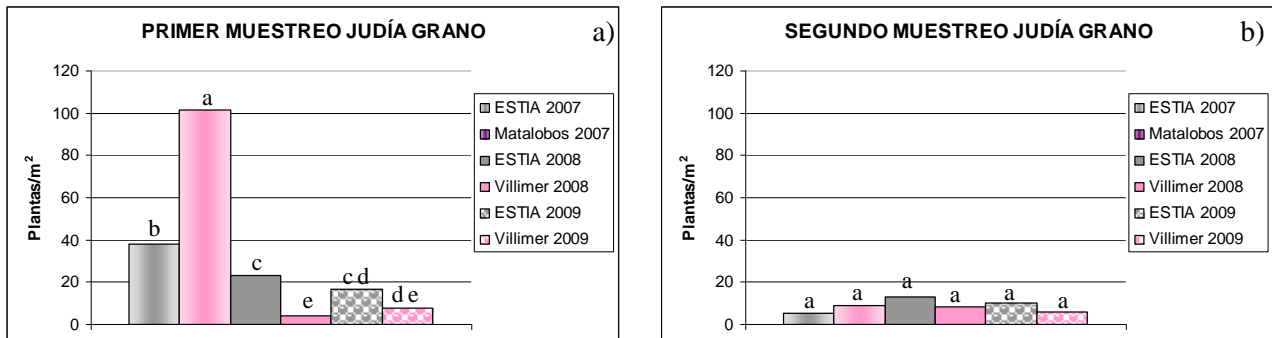 PRIMER MUESTREO JUDÍA GRANO
a)
Plantas/m²
120
100
80
60
40
20
0
b
a
c
e
c d
d e
ESTIA 2007
Matalobos 2007
ESTIA 2008
Villimer 2008
ESTIA 2009
Villimer 2009
SEGUNDO MUESTREO JUDÍA GRANO
b)
Plantas/m²
120
100
80
60
40
20
0
a
a
a
a
a
a
ESTIA 2007
Matalobos 2007
ESTIA 2008
Villimer 2008
ESTIA 2009
Villimer 2009